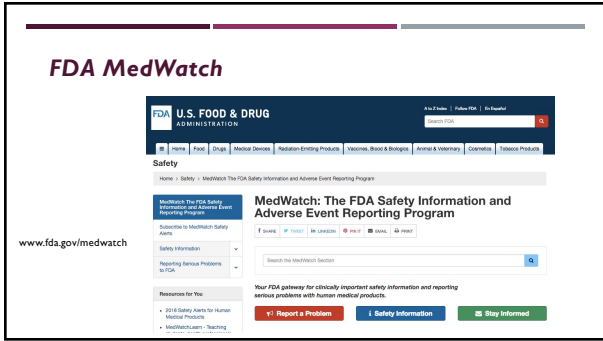 FDA MedWatch
www.fda.gov/medwatch
FDA U.S. FOOD & DRUG
ADMINISTRATION
A to Z Index | Follow FDA | En Español
Search FDA
Home Food Drugs Medical Devices Radiation-Emitting Products Vaccines, Blood & Biologics Animal & Veterinary Cosmetics Tobacco Products
Safety
Home > Safety > MedWatch The FDA Safety Information and Adverse Event Reporting Program
MedWatch The FDA Safety
Information and Adverse Event
Reporting Program
Subscribe to MedWatch Safety
Alerts
Safety Information
Reporting Serious Problems
to FDA
Resources for You
• 2018 Safety Alerts for Human
Medical Products
• MedWatchLearn - Teaching
MedWatch: The FDA Safety Information and
Adverse Event Reporting Program
SHARE TWEET LINKEDIN PIN IT EMAIL PRINT
Search the MedWatch Section
Your FDA gateway for clinically important safety information and reporting
serious problems with human medical products.
Report a Problem
Safety Information
Stay Informed